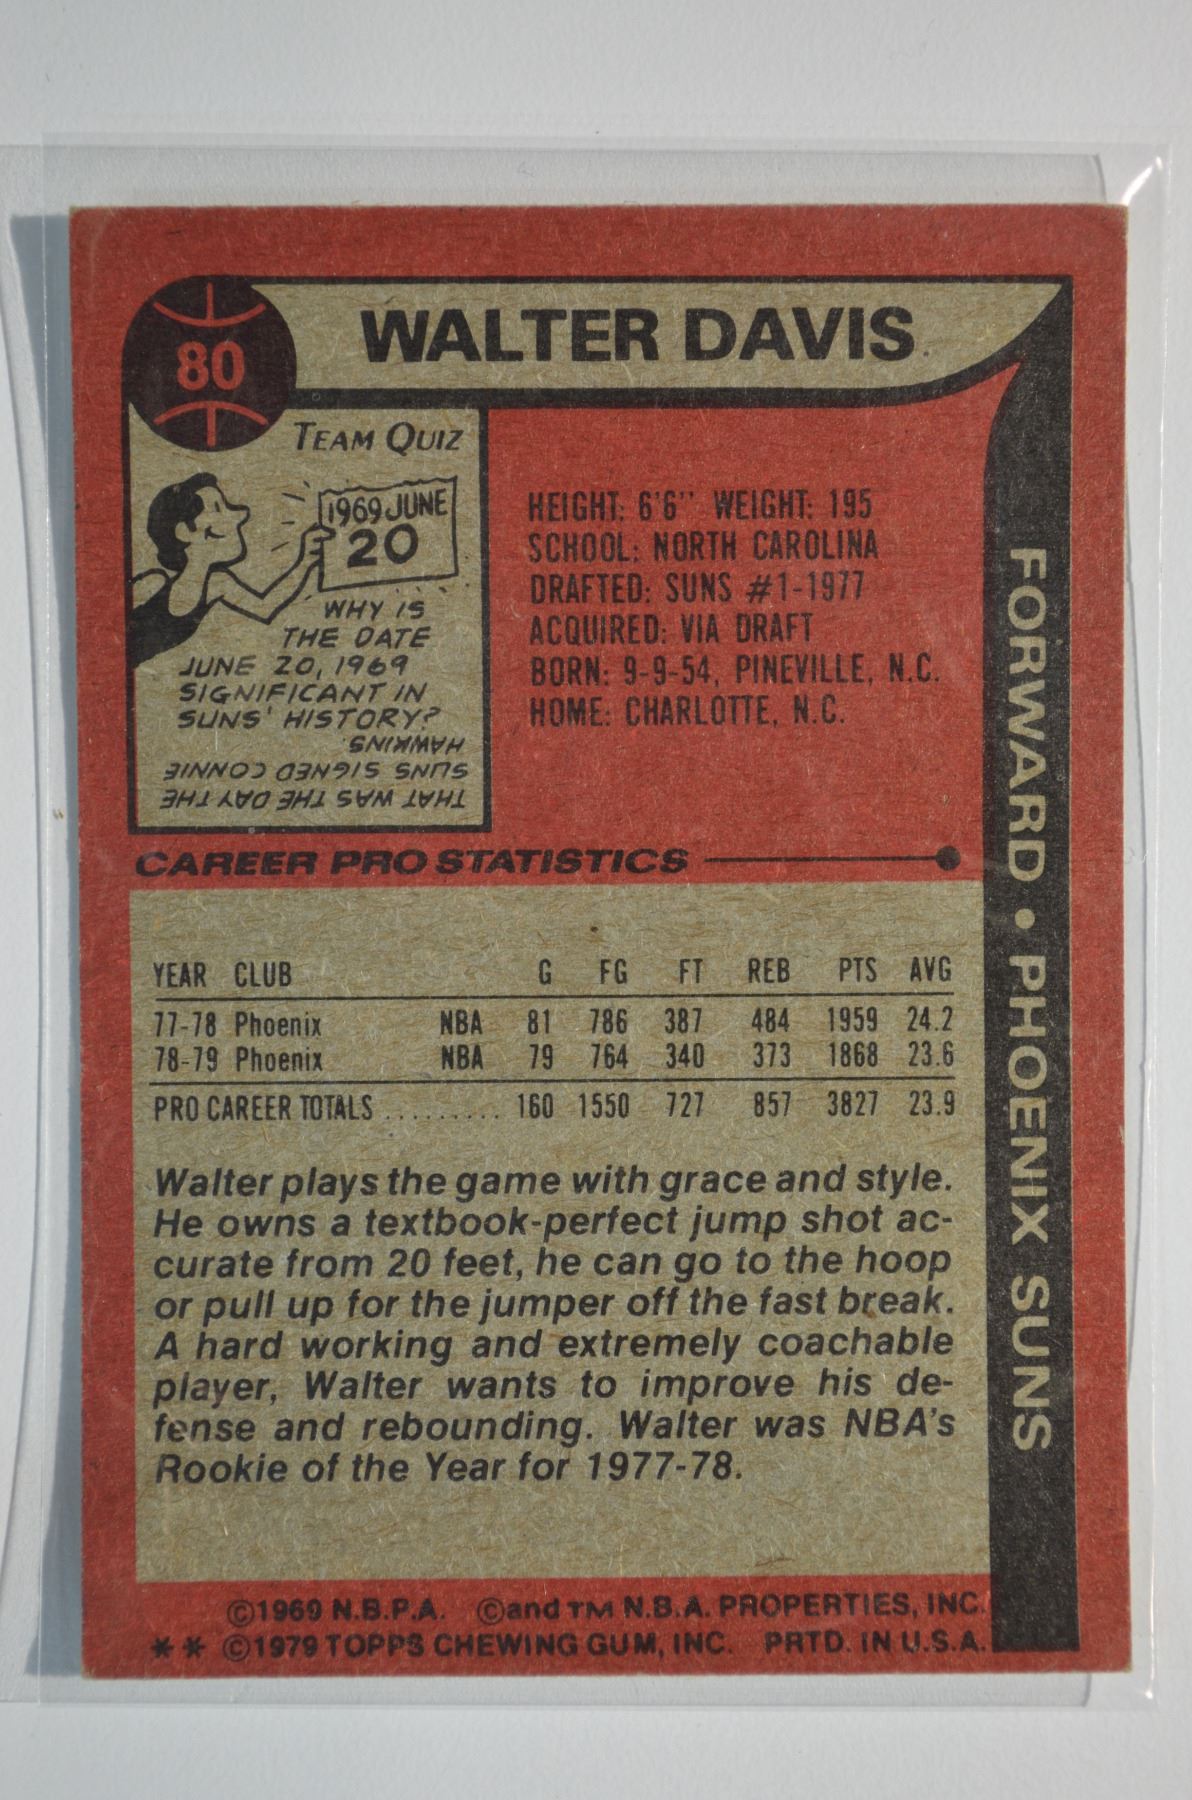 80
WALTER DAVIS
TEAM QUIZ
1969 JUNE
20
WHY IS
THE DATE
JUNE 20, 1969
SIGNIFICANT IN
SUNS' HISTORY?
THAT WAS THE DAY THE
SUNS SIGNED CONNIE
HAWKINS.
HEIGHT: 6'6" WEIGHT: 195
SCHOOL: NORTH CAROLINA
DRAFTED: SUNS #1-1977
ACQUIRED: VIA DRAFT
BORN: 9-9-54, PINEVILLE, N.C.
HOME: CHARLOTTE, N.C.
FORWARD • PHOENIX SUNS
CAREER PRO STATISTICS
YEAR CLUB G FG FT REB PTS AVG
77-78 Phoenix NBA 81 786 387 484 1959 24.2
78-79 Phoenix NBA 79 764 340 373 1868 23.6
PRO CAREER TOTALS ......... 160 1550 727 857 3827 23.9
Walter plays the game with grace and style.
He owns a textbook-perfect jump shot ac-
curate from 20 feet, he can go to the hoop
or pull up for the jumper off the fast break.
A hard working and extremely coachable
player, Walter wants to improve his de-
fense and rebounding. Walter was NBA's
Rookie of the Year for 1977-78.
©1969 N.B.P.A. ©and TM N.B.A. PROPERTIES, INC.
** ©1979 TOPPS CHEWING GUM, INC. PRTD. IN U.S.A.